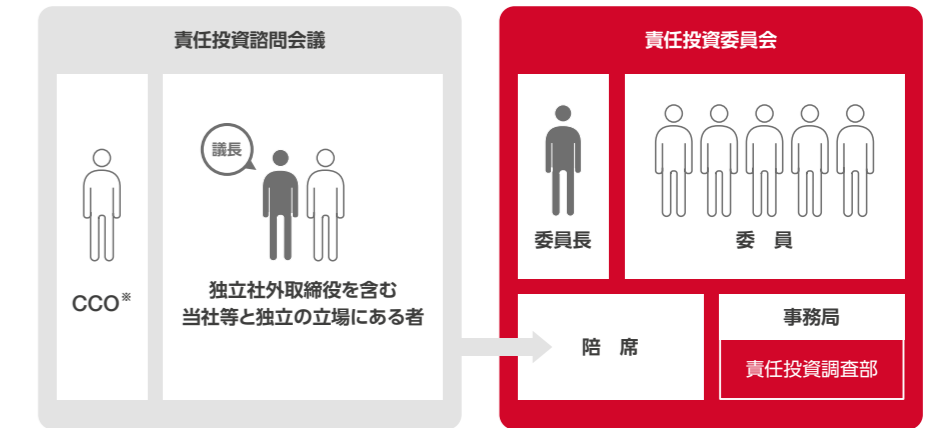 責任投資諮問会議
議長
CCO※
独立社外取締役を含む
当社等と独立の立場にある者
責任投資委員会
委員長
委　員
陪　席
事務局
責任投資調査部